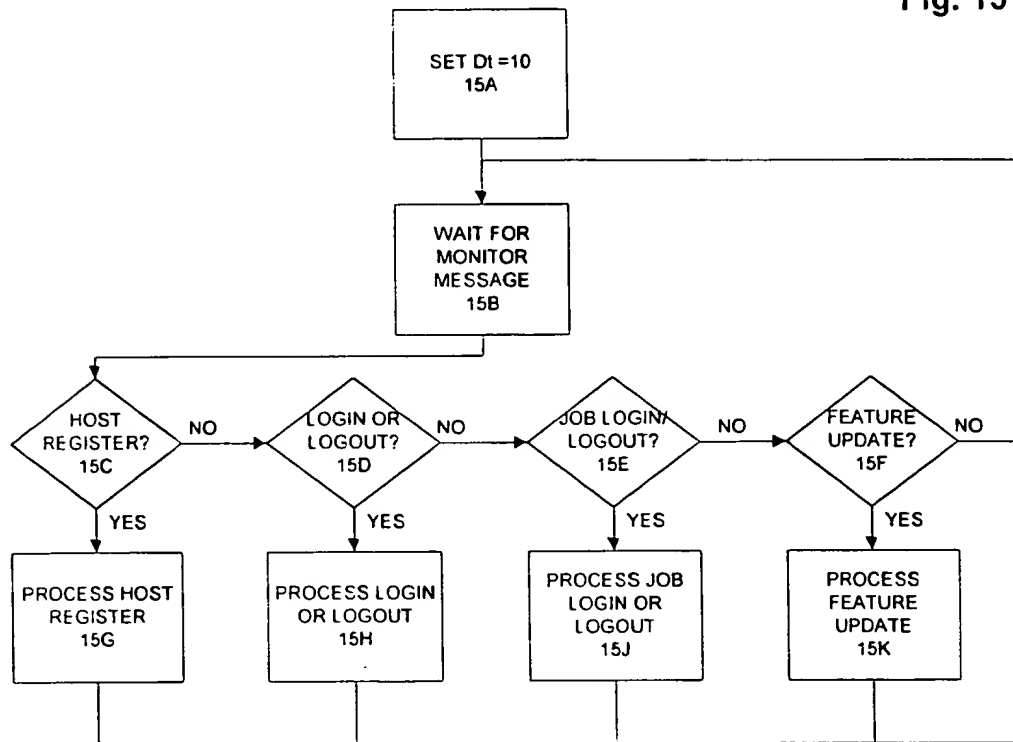 Fig. 15
SET Dt =10
15A
WAIT FOR
MONITOR
MESSAGE
15B
HOST
REGISTER?
15C
NO
LOGIN OR
LOGOUT?
15D
NO
JOB LOGIN/
LOGOUT?
15E
NO
FEATURE
UPDATE?
15F
NO
YES
YES
YES
YES
PROCESS HOST
REGISTER
15G
PROCESS LOGIN
OR LOGOUT
15H
PROCESS JOB
LOGIN OR
LOGOUT
15J
PROCESS
FEATURE
UPDATE
15K